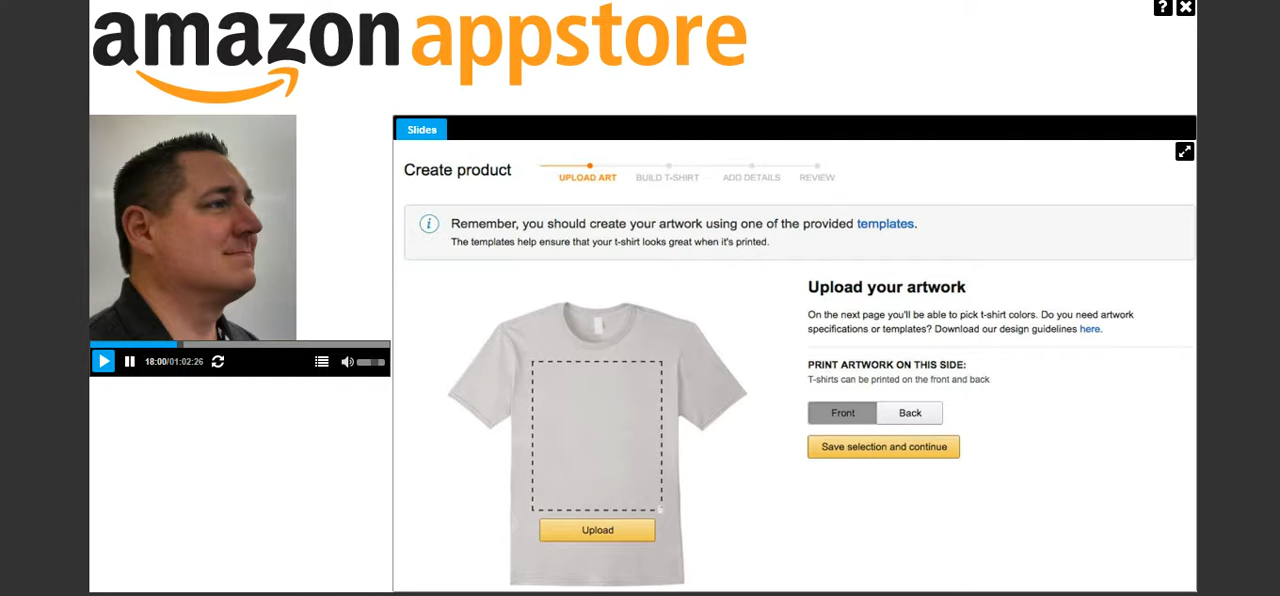 amazon appstore
? ×
Slides
Create product
UPLOAD ART BUILD T-SHIRT ADD DETAILS REVIEW
i Remember, you should create your artwork using one of the provided templates.
The templates help ensure that your t-shirt looks great when it's printed.
Upload your artwork
On the next page you'll be able to pick t-shirt colors. Do you need artwork
specifications or templates? Download our design guidelines here.
18:00/01:02:26
PRINT ARTWORK ON THIS SIDE:
T-shirts can be printed on the front and back
Front Back
Save selection and continue
Upload